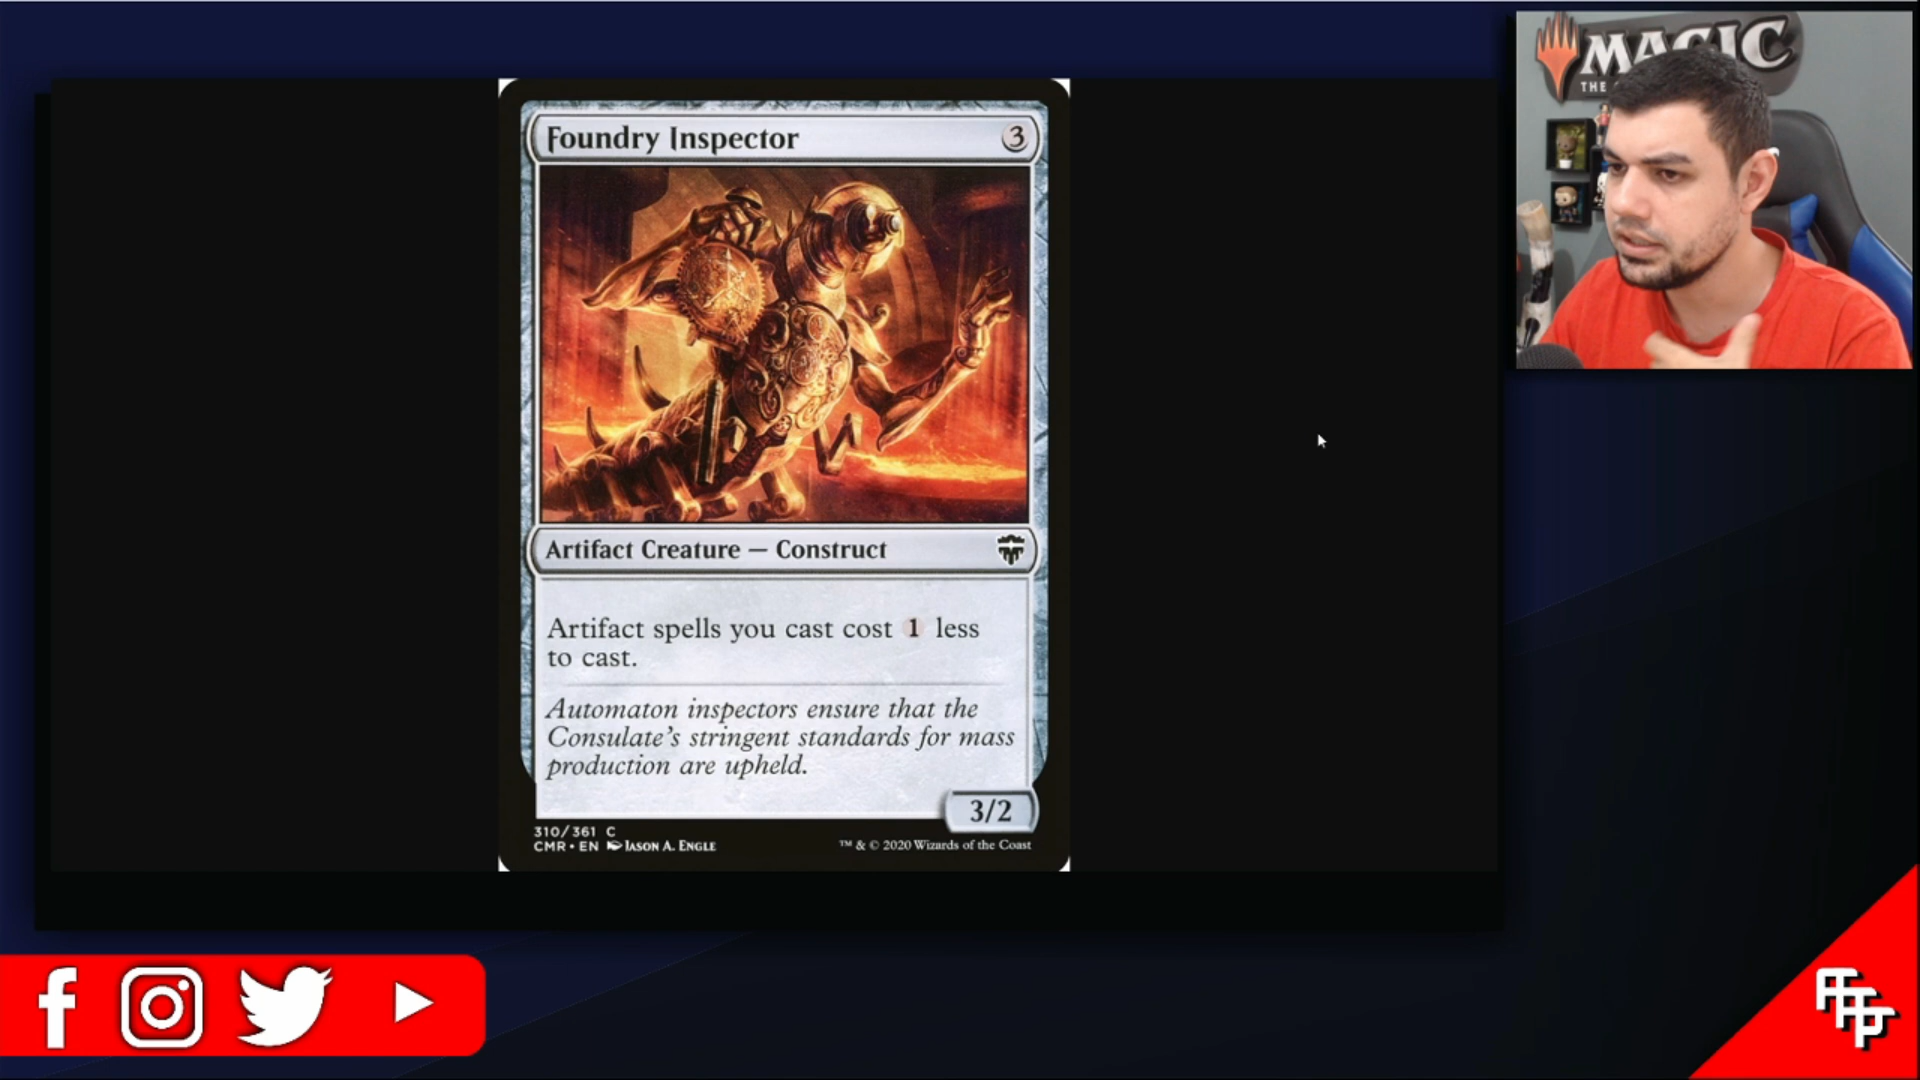 Foundry Inspector 3
Artifact Creature — Construct
Artifact spells you cast cost 1 less
to cast.
Automaton inspectors ensure that the
Consulate's stringent standards for mass
production are upheld.
3/2
310/361 C
CMR • EN Jason A. Engle
™ & © 2020 Wizards of the Coast
MAGIC
THE